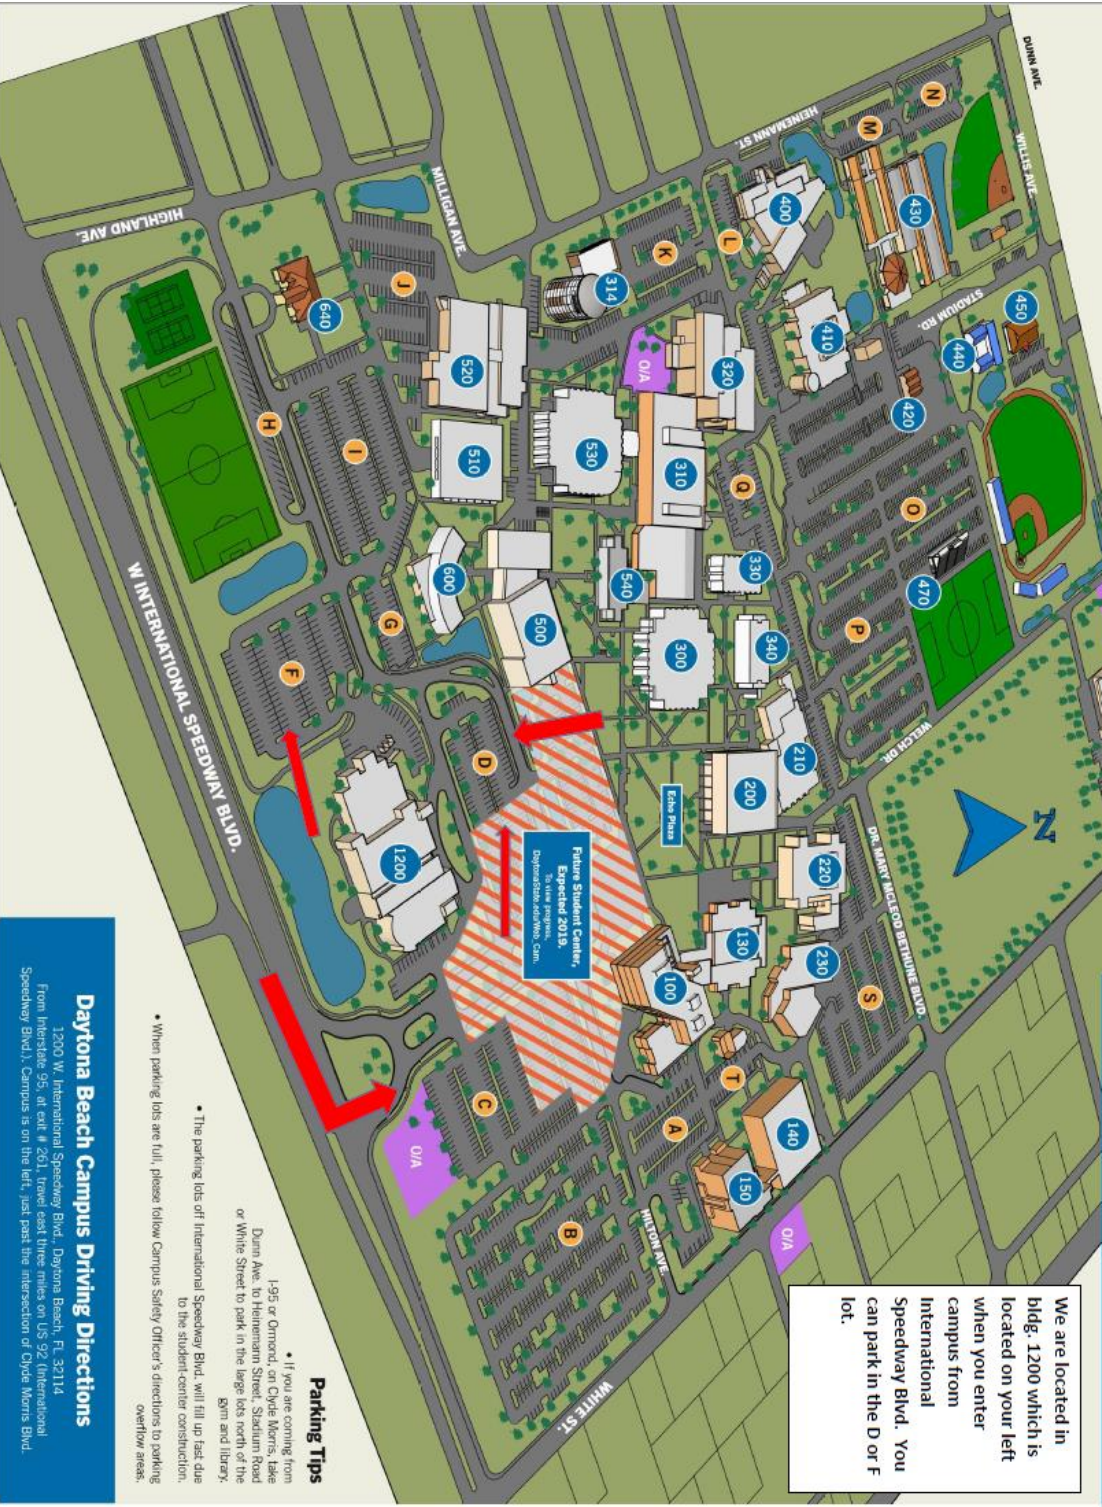 DUNN AVE.
WILLIS AVE.
HEINEMANN ST.
STADIUM RD.
MILLIGAN AVE.
HIGHLAND AVE.
W INTERNATIONAL SPEEDWAY BLVD.
WELCH DR.
DR. MARY MCLEOD BETHUNE BLVD.
HILTON AVE.
WHITE ST.
N
N
M
L
K
J
I
H
G
F
D
C
B
A
T
S
Q
P
O
400
430
450
440
420
410
314
320
640
520
510
530
310
330
470
540
600
500
300
340
210
200
220
130
230
100
1200
140
150
O/A
O/A
O/A
Echo Plaza
Future Student Center,
Expected 2019.
To view progress,
DaytonaState.edu/Web_Cam.
We are located in
bldg. 1200 which is
located on your left
when you enter
campus from
International
Speedway Blvd. You
can park in the D or F
lot.
Parking Tips
• If you are coming from
I-95 or Ormond, on Clyde Morris, take
Dunn Ave. to Heinemann Street, Stadium Road
or White Street to park in the large lots north of the
gym and library.
• The parking lots off International Speedway Blvd. will fill up fast due
to the student-center construction.
• When parking lots are full, please follow Campus Safety Officer's directions to parking
overflow areas.
Daytona Beach Campus Driving Directions
1200 W. International Speedway Blvd., Daytona Beach, FL 32114
From Interstate 95, at exit # 261, travel east three miles on US 92 (International
Speedway Blvd.). Campus is on the left, just past the intersection of Clyde Morris Blvd.